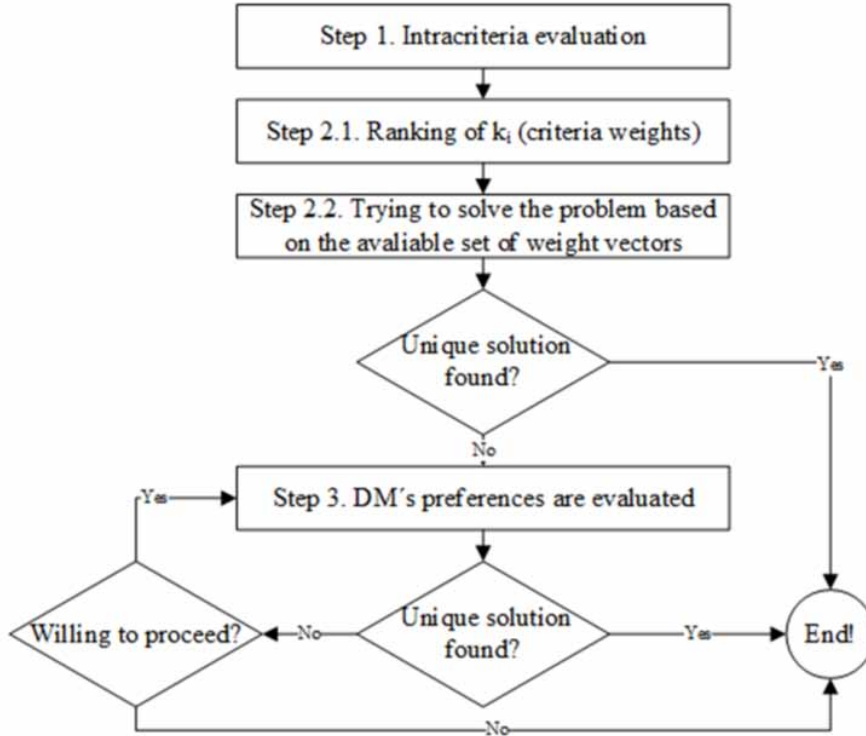 Step 1. Intracriteria evaluation
Step 2.1. Ranking of kᵢ (criteria weights)
Step 2.2. Trying to solve the problem based
on the avaliable set of weight vectors
Unique solution
found?
Yes
No
Step 3. DM´s preferences are evaluated
Yes
Willing to proceed?
No
Unique solution
found?
Yes
End!
No